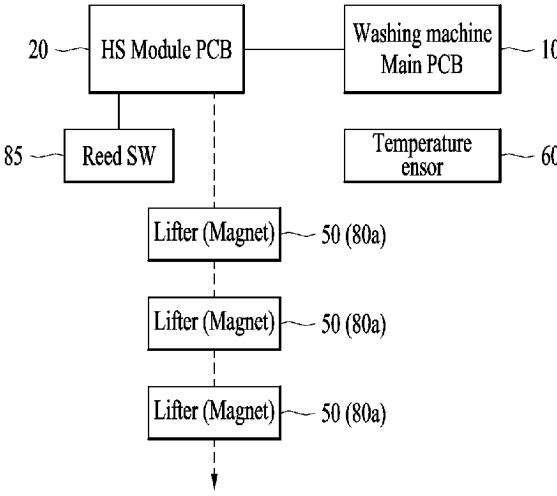 20
HS Module PCB
Washing machine
Main PCB
10
85
Reed SW
Temperature
ensor
60
Lifter (Magnet)
50 (80a)
Lifter (Magnet)
50 (80a)
Lifter (Magnet)
50 (80a)